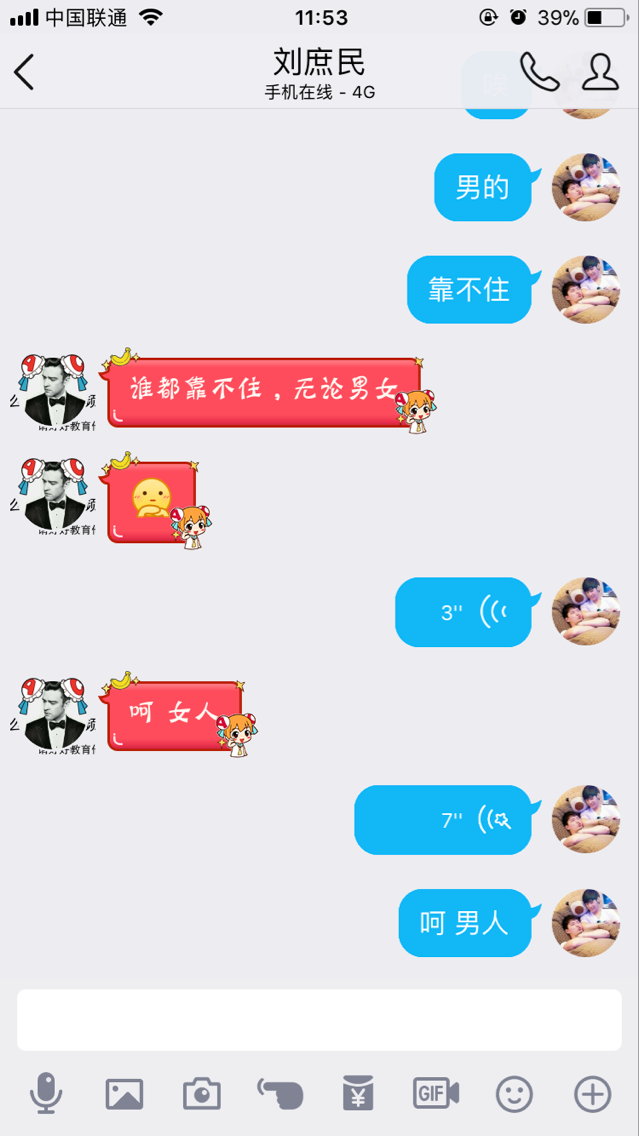 中国联通
11:53
39%
刘庶民
手机在线 - 4G
男的
靠不住
谁都靠不住，无论男女
3''
呵 女人
7''
呵 男人
GIF